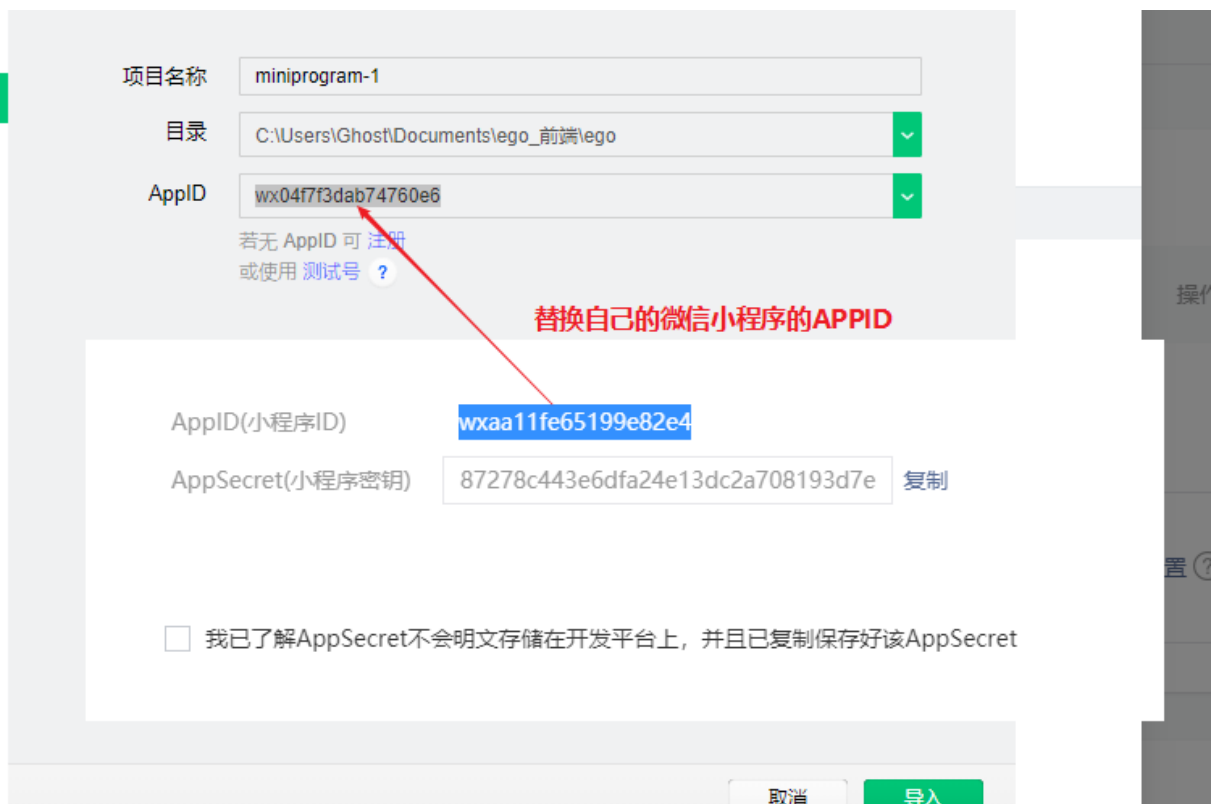 项目名称 miniprogram-1
目录 C:\Users\Ghost\Documents\ego_前端\ego
AppID wx04f7f3dab74760e6
若无 AppID 可 注册
或使用 测试号 ?
替换自己的微信小程序的APPID
操作
AppID(小程序ID) wxaa11fe65199e82e4
AppSecret(小程序密钥) 87278c443e6dfa24e13dc2a708193d7e 复制
置 ?
我已了解AppSecret不会明文存储在开发平台上，并且已复制保存好该AppSecret
取消 导入